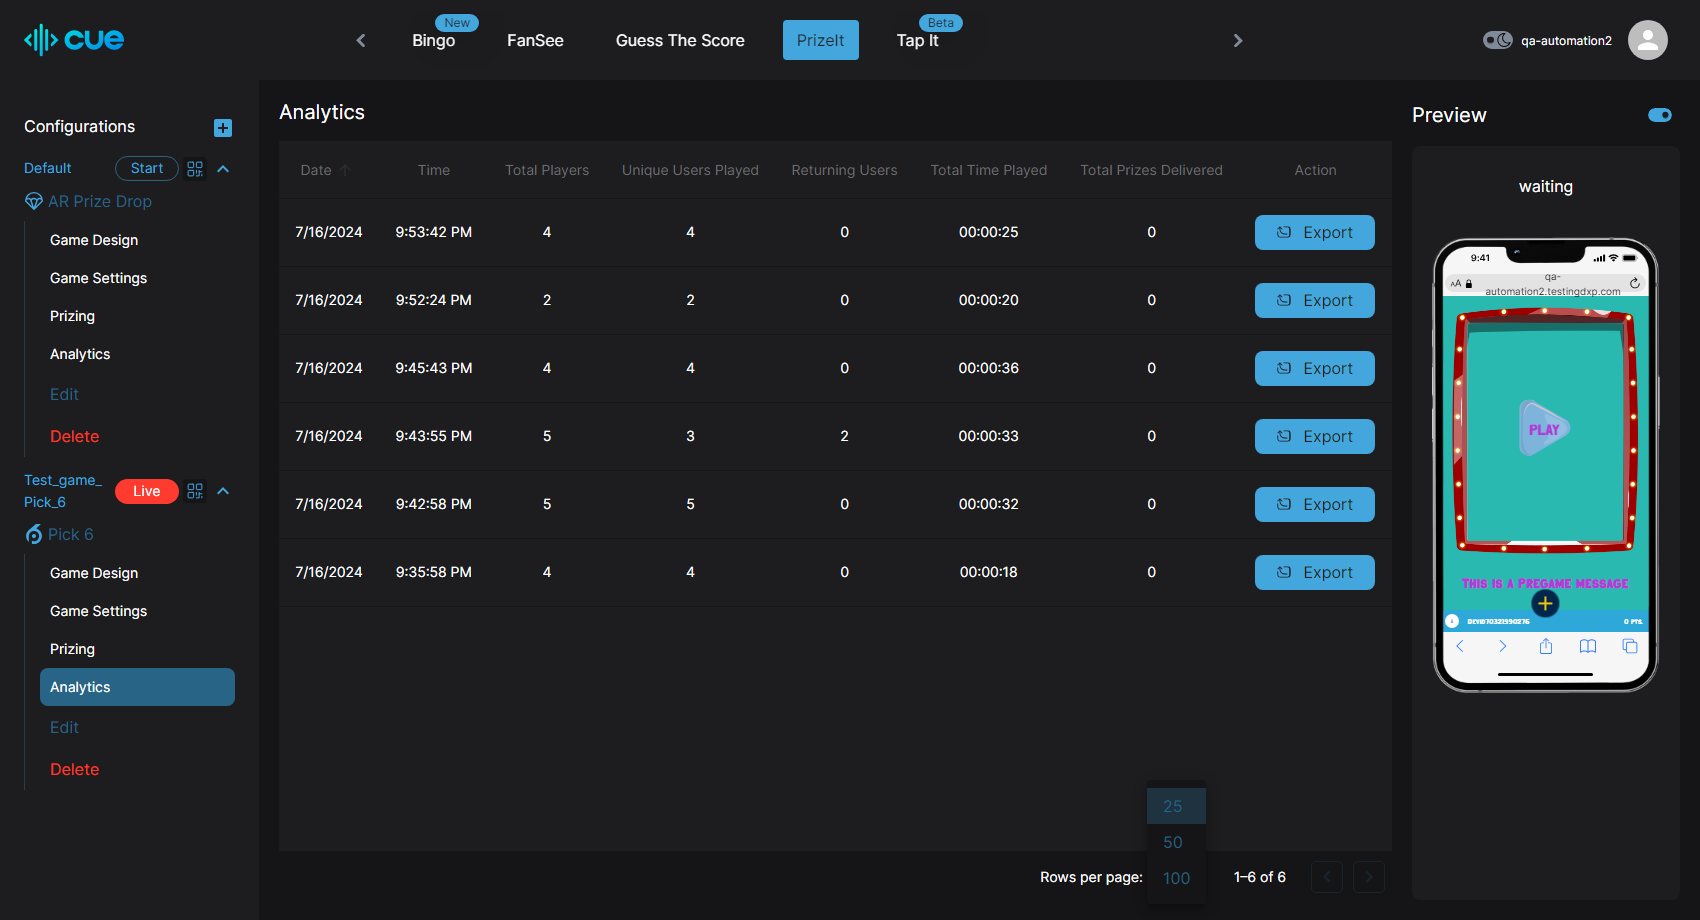 cue
New
Bingo
FanSee
Guess The Score
PrizeIt
Beta
Tap It
qa-automation2
Configurations
Default
Start
AR Prize Drop
Game Design
Game Settings
Prizing
Analytics
Edit
Delete
Test_game_
Pick_6
Live
Pick 6
Game Design
Game Settings
Prizing
Analytics
Edit
Delete
Analytics
Date Time Total Players Unique Users Played Returning Users Total Time Played Total Prizes Delivered Action
7/16/2024 9:53:42 PM 4 4 0 00:00:25 0 Export
7/16/2024 9:52:24 PM 2 2 0 00:00:20 0 Export
7/16/2024 9:45:43 PM 4 4 0 00:00:36 0 Export
7/16/2024 9:43:55 PM 5 3 2 00:00:33 0 Export
7/16/2024 9:42:58 PM 5 5 0 00:00:32 0 Export
7/16/2024 9:35:58 PM 4 4 0 00:00:18 0 Export
25
50
100
Rows per page:
1–6 of 6
Preview
waiting
9:41
AA
qa-
automation2.testingdxp.com
PLAY
THIS IS A PREGAME MESSAGE
0 PTS.